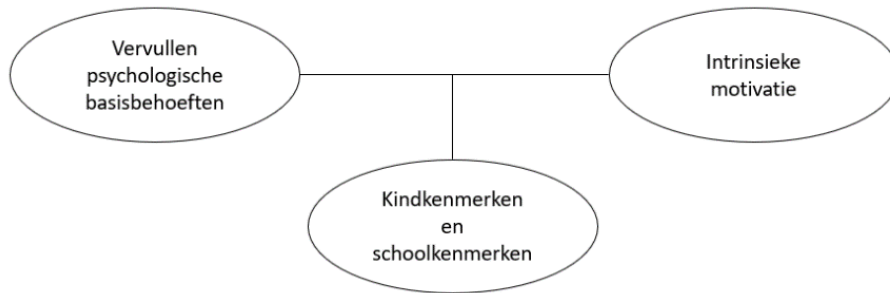 Vervullen
psychologische
basisbehoeften
Intrinsieke
motivatie
Kindkenmerken
en
schoolkenmerken